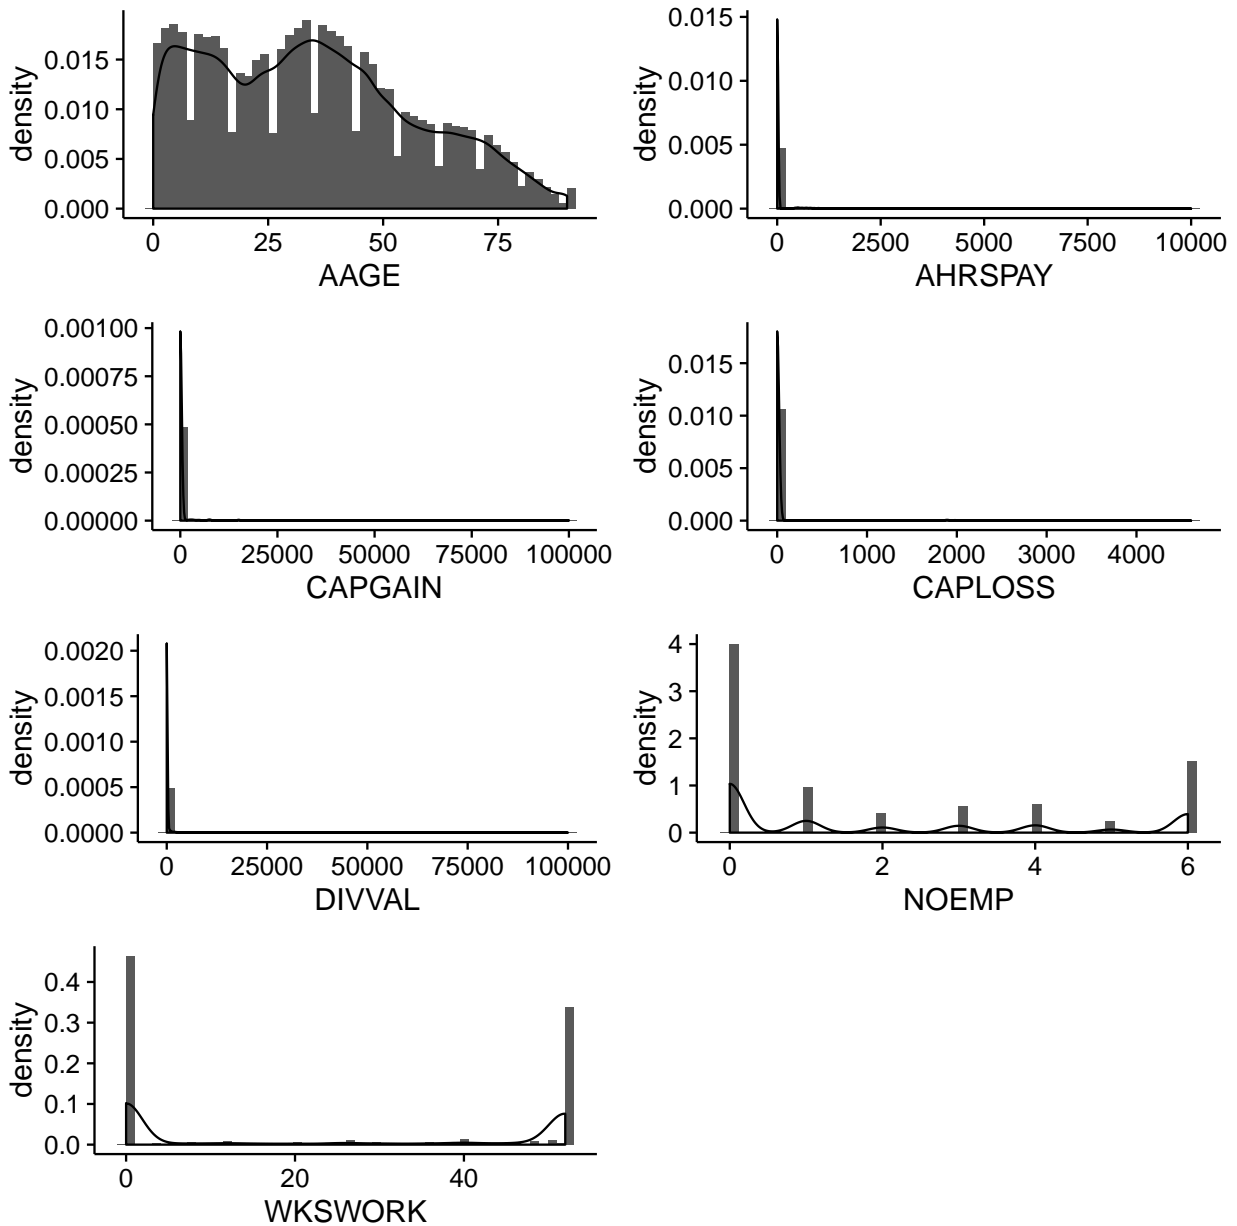 density
0.015
0.010
0.005
0.000
0 25 50 75
AAGE
density
0.015
0.010
0.005
0.000
0 2500 5000 7500 10000
AHRSPAY
density
0.00100
0.00075
0.00050
0.00025
0.00000
0 25000 50000 75000 100000
CAPGAIN
density
0.015
0.010
0.005
0.000
0 1000 2000 3000 4000
CAPLOSS
density
0.0020
0.0015
0.0010
0.0005
0.0000
0 25000 50000 75000 100000
DIVVAL
density
4
3
2
1
0
0 2 4 6
NOEMP
density
0.4
0.3
0.2
0.1
0.0
0 20 40
WKSWORK